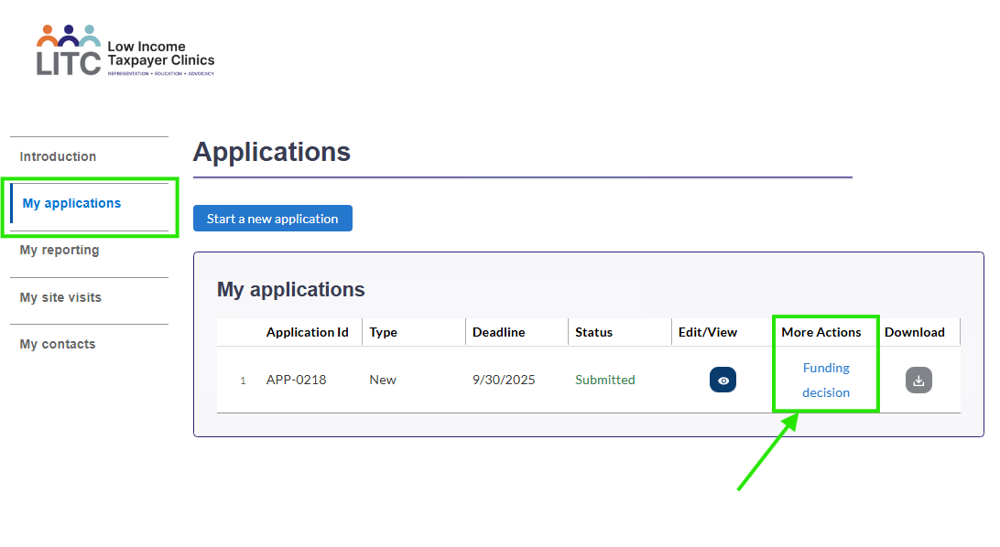 LITC
Low Income
Taxpayer Clinics
REPRESENTATION • EDUCATION • ADVOCACY
Introduction
My applications
My reporting
My site visits
My contacts
Applications
Start a new application
My applications
Application Id Type Deadline Status Edit/View More Actions Download
1 APP-0218 New 9/30/2025 Submitted Funding
decision